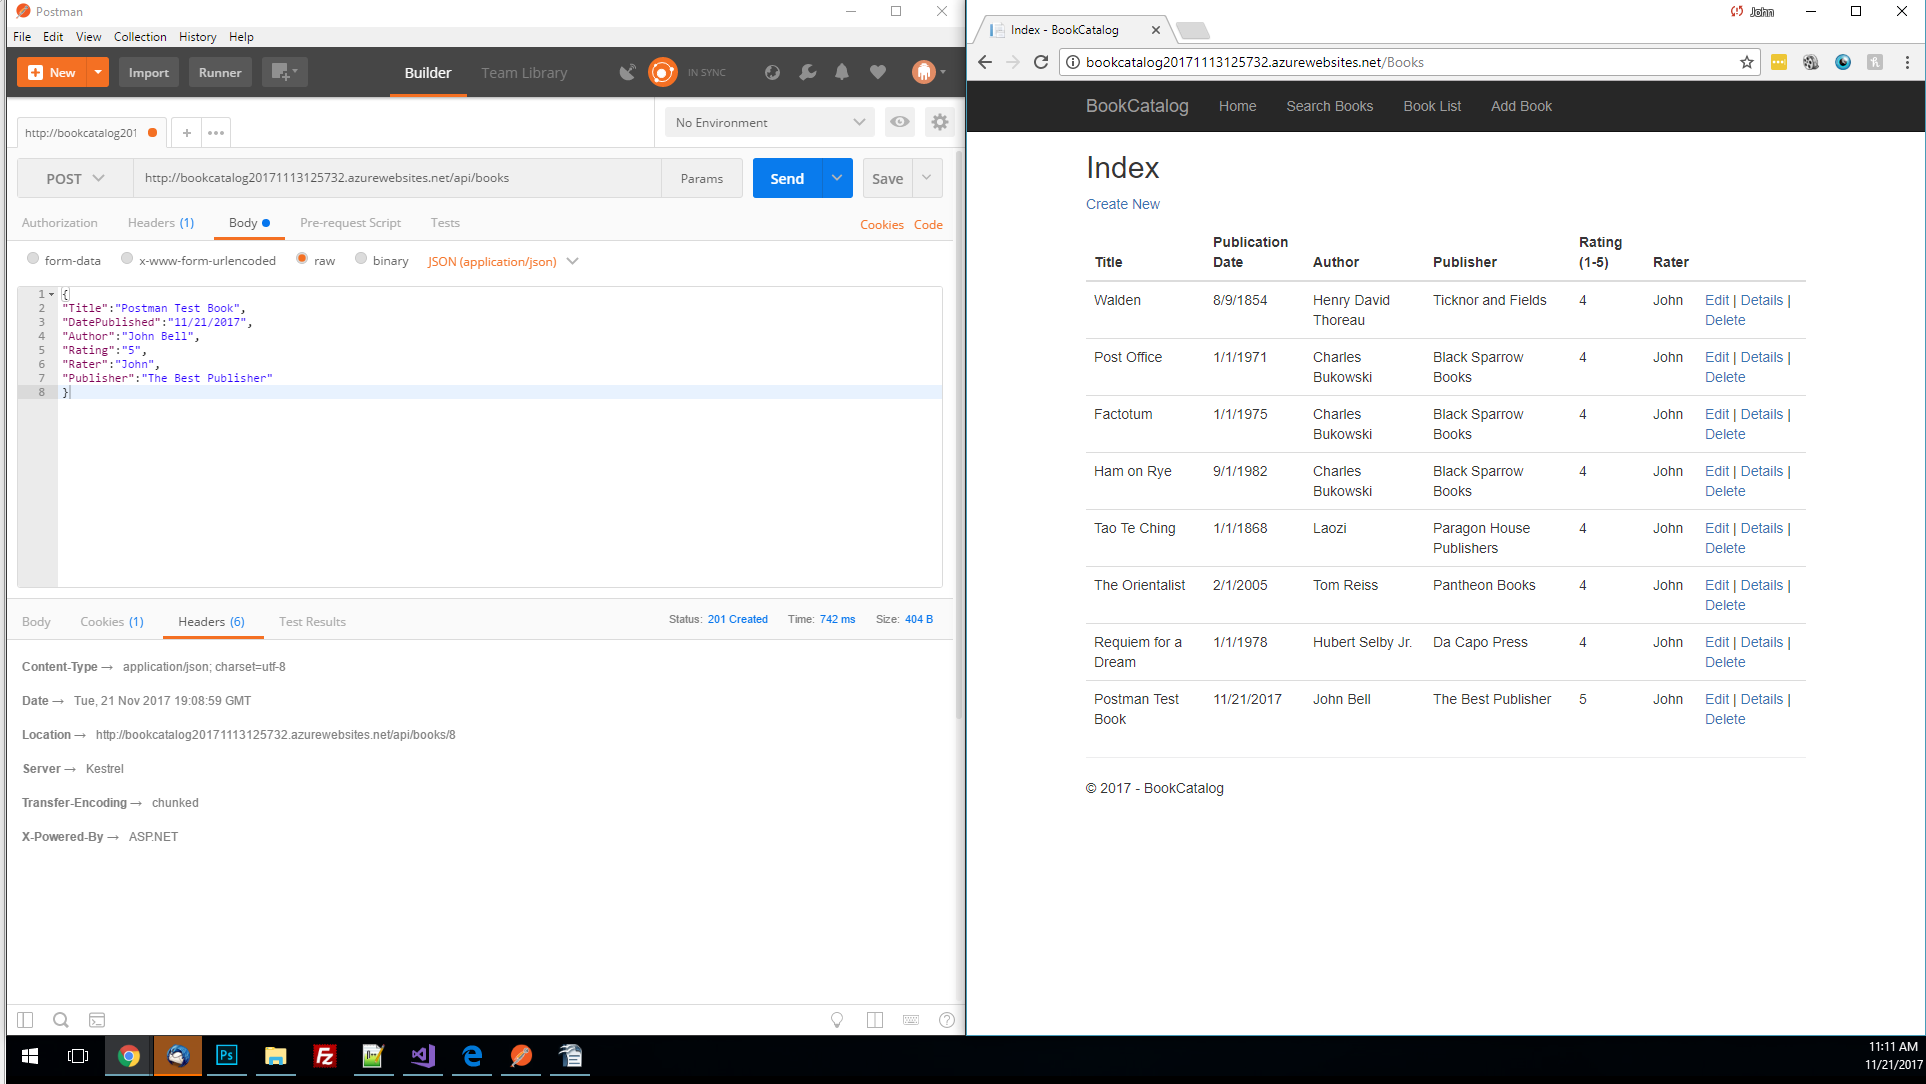 Postman
File Edit View Collection History Help
New Import Runner Builder Team Library IN SYNC
http://bookcatalog201
No Environment
POST http://bookcatalog20171113125732.azurewebsites.net/api/books Params Send Save
Authorization Headers (1) Body Pre-request Script Tests Cookies Code
form-data x-www-form-urlencoded raw binary JSON (application/json)
1 {
2 "Title":"Postman Test Book",
3 "DatePublished":"11/21/2017",
4 "Author":"John Bell",
5 "Rating":"5",
6 "Rater":"John",
7 "Publisher":"The Best Publisher"
8 }
Body Cookies (1) Headers (6) Test Results Status: 201 Created Time: 742 ms Size: 404 B
Content-Type → application/json; charset=utf-8
Date → Tue, 21 Nov 2017 19:08:59 GMT
Location → http://bookcatalog20171113125732.azurewebsites.net/api/books/8
Server → Kestrel
Transfer-Encoding → chunked
X-Powered-By → ASP.NET
John
Index - BookCatalog
bookcatalog20171113125732.azurewebsites.net/Books
BookCatalog Home Search Books Book List Add Book
Index
Create New
Publication Rating
Title Date Author Publisher (1-5) Rater
Walden 8/9/1854 Henry David Ticknor and Fields 4 John Edit | Details |
Thoreau Delete
Post Office 1/1/1971 Charles Black Sparrow 4 John Edit | Details |
Bukowski Books Delete
Factotum 1/1/1975 Charles Black Sparrow 4 John Edit | Details |
Bukowski Books Delete
Ham on Rye 9/1/1982 Charles Black Sparrow 4 John Edit | Details |
Bukowski Books Delete
Tao Te Ching 1/1/1868 Laozi Paragon House 4 John Edit | Details |
Publishers Delete
The Orientalist 2/1/2005 Tom Reiss Pantheon Books 4 John Edit | Details |
Delete
Requiem for a 1/1/1978 Hubert Selby Jr. Da Capo Press 4 John Edit | Details |
Dream Delete
Postman Test 11/21/2017 John Bell The Best Publisher 5 John Edit | Details |
Book Delete
© 2017 - BookCatalog
Ps Fz
11:11 AM
11/21/2017